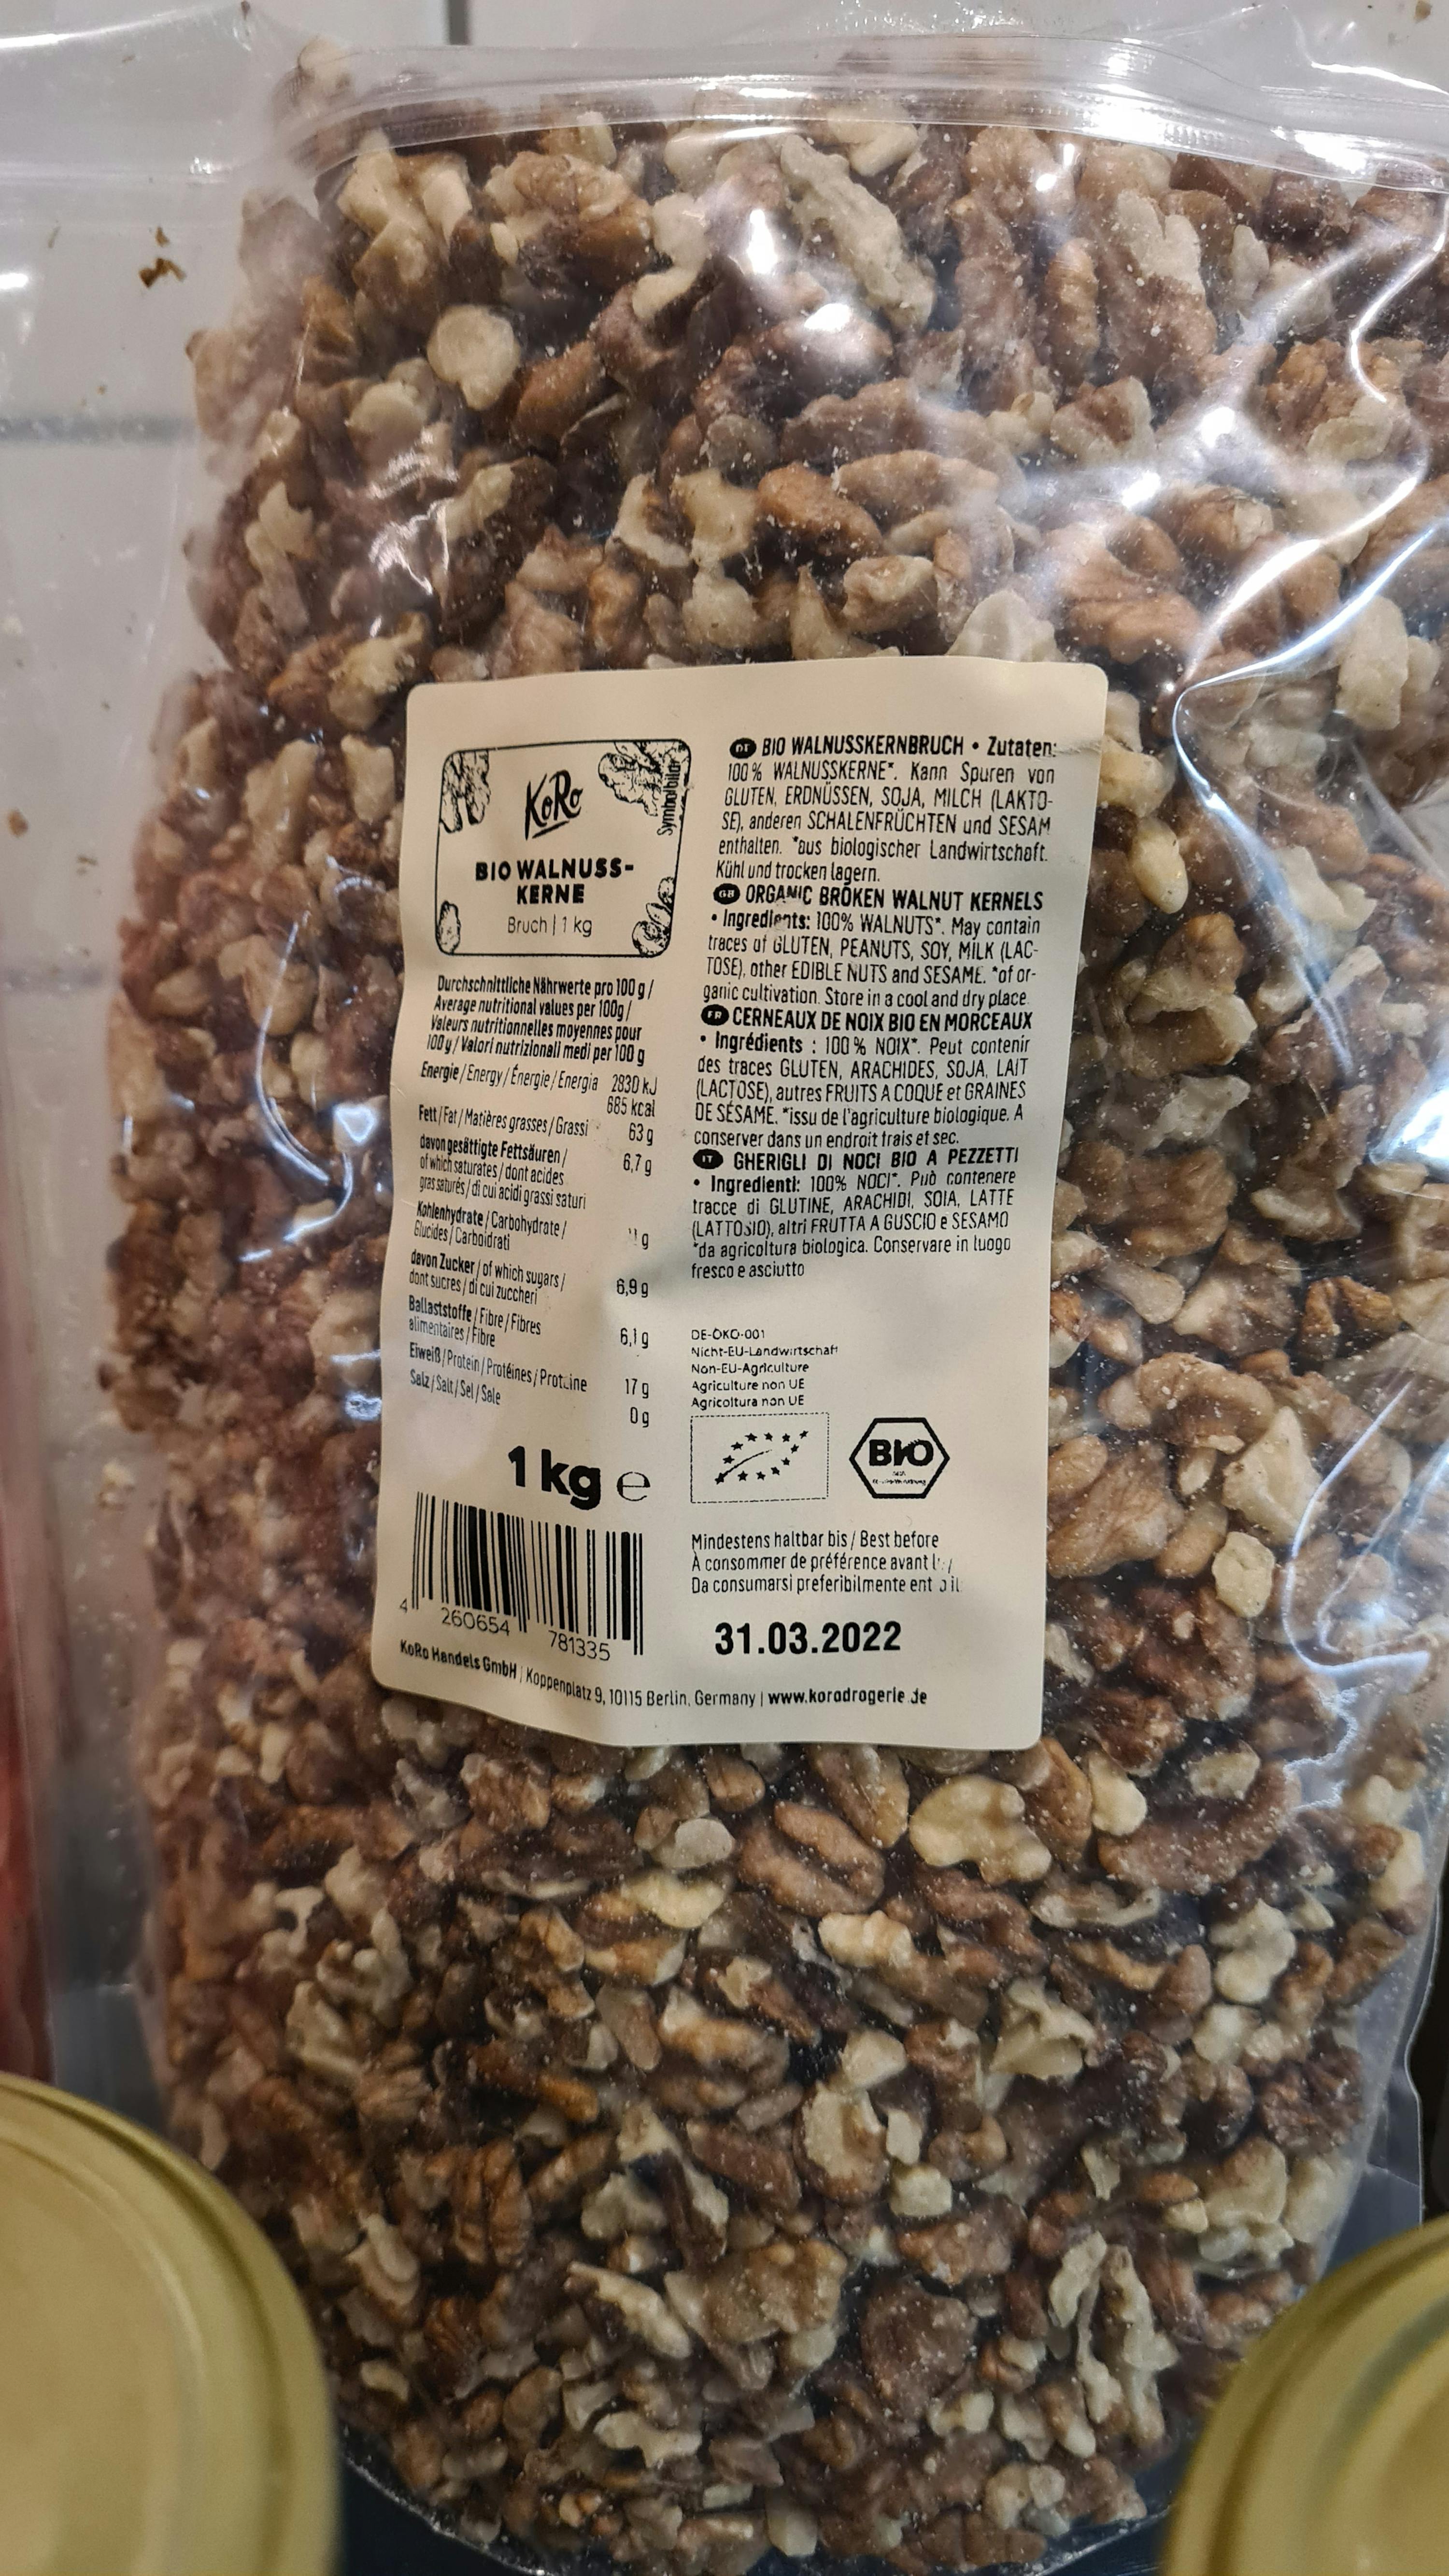 KoRo
Symbolbild
BIO WALNUSS-
KERNE
Bruch | 1 kg
Durchschnittliche Nährwerte pro 100 g /
Average nutritional values per 100g /
Valeurs nutritionnelles moyennes pour
100 g / Valori nutrizionali medi per 100 g
Energie / Energy / Énergie / Energia 2830 kJ
685 kcal
Fett / Fat / Matières grasses / Grassi 63 g
davon gesättigte Fettsäuren / 6,7 g
of which saturates / dont acides
gras saturés / di cui acidi grassi saturi
Kohlenhydrate / Carbohydrate /
Glucides / Carboidrati g
davon Zucker / of which sugars /
dont sucres / di cui zuccheri 6,9 g
Ballaststoffe / Fibre / Fibres
alimentaires / Fibre 6,1 g
Eiweiß / Protein / Protéines / Proteine 17 g
Salz / Salt / Sel / Sale 0 g
1 kg e
4 260654 781335
KoRo Handels GmbH | Koppenplatz 9, 10115 Berlin, Germany | www.korodrogerie.de
DE BIO WALNUSSKERNBRUCH • Zutaten:
100 % WALNUSSKERNE*. Kann Spuren von
GLUTEN, ERDNÜSSEN, SOJA, MILCH (LAKTO-
SE), anderen SCHALENFRÜCHTEN und SESAM
enthalten. *aus biologischer Landwirtschaft.
Kühl und trocken lagern.
GB ORGANIC BROKEN WALNUT KERNELS
• Ingredients: 100% WALNUTS*. May contain
traces of GLUTEN, PEANUTS, SOY, MILK (LAC-
TOSE), other EDIBLE NUTS and SESAME. *of or-
ganic cultivation. Store in a cool and dry place.
FR CERNEAUX DE NOIX BIO EN MORCEAUX
• Ingrédients : 100 % NOIX*. Peut contenir
des traces GLUTEN, ARACHIDES, SOJA, LAIT
(LACTOSE), autres FRUITS A COQUE et GRAINES
DE SÉSAME. *issu de l'agriculture biologique. A
conserver dans un endroit frais et sec.
IT GHERIGLI DI NOCI BIO A PEZZETTI
• Ingredienti: 100% NOCI*. Può contenere
tracce di GLUTINE, ARACHIDI, SOIA, LATTE
(LATTOSIO), altri FRUTTA A GUSCIO e SESAMO
*da agricoltura biologica. Conservare in luogo
fresco e asciutto
DE-ÖKO-001
Nicht-EU-Landwirtschaft
Non-EU-Agriculture
Agriculture non UE
Agricoltura non UE
BIO
Mindestens haltbar bis / Best before
À consommer de préférence avant le /
Da consumarsi preferibilmente entro il
31.03.2022